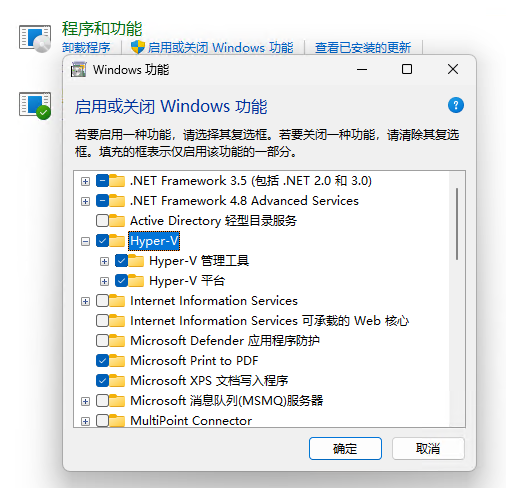 程序和功能
卸载程序 启用或关闭 Windows 功能 查看已安装的更新
Windows 功能
启用或关闭 Windows 功能
若要启用一种功能，请选择其复选框。若要关闭一种功能，请清除其复选
框。填充的框表示仅启用该功能的一部分。
.NET Framework 3.5 (包括 .NET 2.0 和 3.0)
.NET Framework 4.8 Advanced Services
Active Directory 轻型目录服务
Hyper-V
Hyper-V 管理工具
Hyper-V 平台
Internet Information Services
Internet Information Services 可承载的 Web 核心
Microsoft Defender 应用程序防护
Microsoft Print to PDF
Microsoft XPS 文档写入程序
Microsoft 消息队列(MSMQ)服务器
MultiPoint Connector
确定 取消